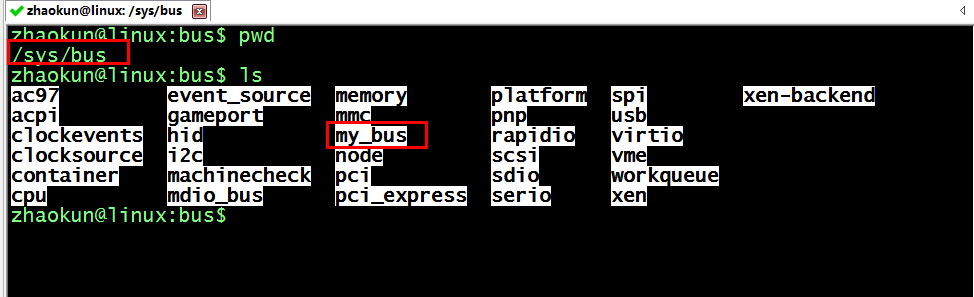 zhaokun@linux: /sys/bus
zhaokun@linux:bus$ pwd
/sys/bus
zhaokun@linux:bus$ ls
ac97 event_source memory platform spi xen-backend
acpi gameport mmc pnp usb
clockevents hid my_bus rapidio virtio
clocksource i2c node scsi vme
container machinecheck pci sdio workqueue
cpu mdio_bus pci_express serio xen
zhaokun@linux:bus$